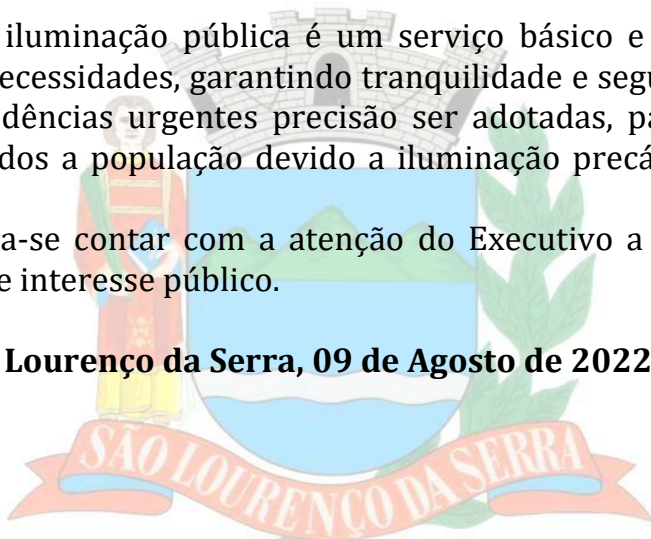 iluminação pública é um serviço básico e
ecessidades, garantindo tranquilidade e segu
dências urgentes precisão ser adotadas, pa
dos a população devido a iluminação precá
a-se contar com a atenção do Executivo a
e interesse público.
Lourenço da Serra, 09 de Agosto de 2022
SÃO LOURENÇO DA SERRA